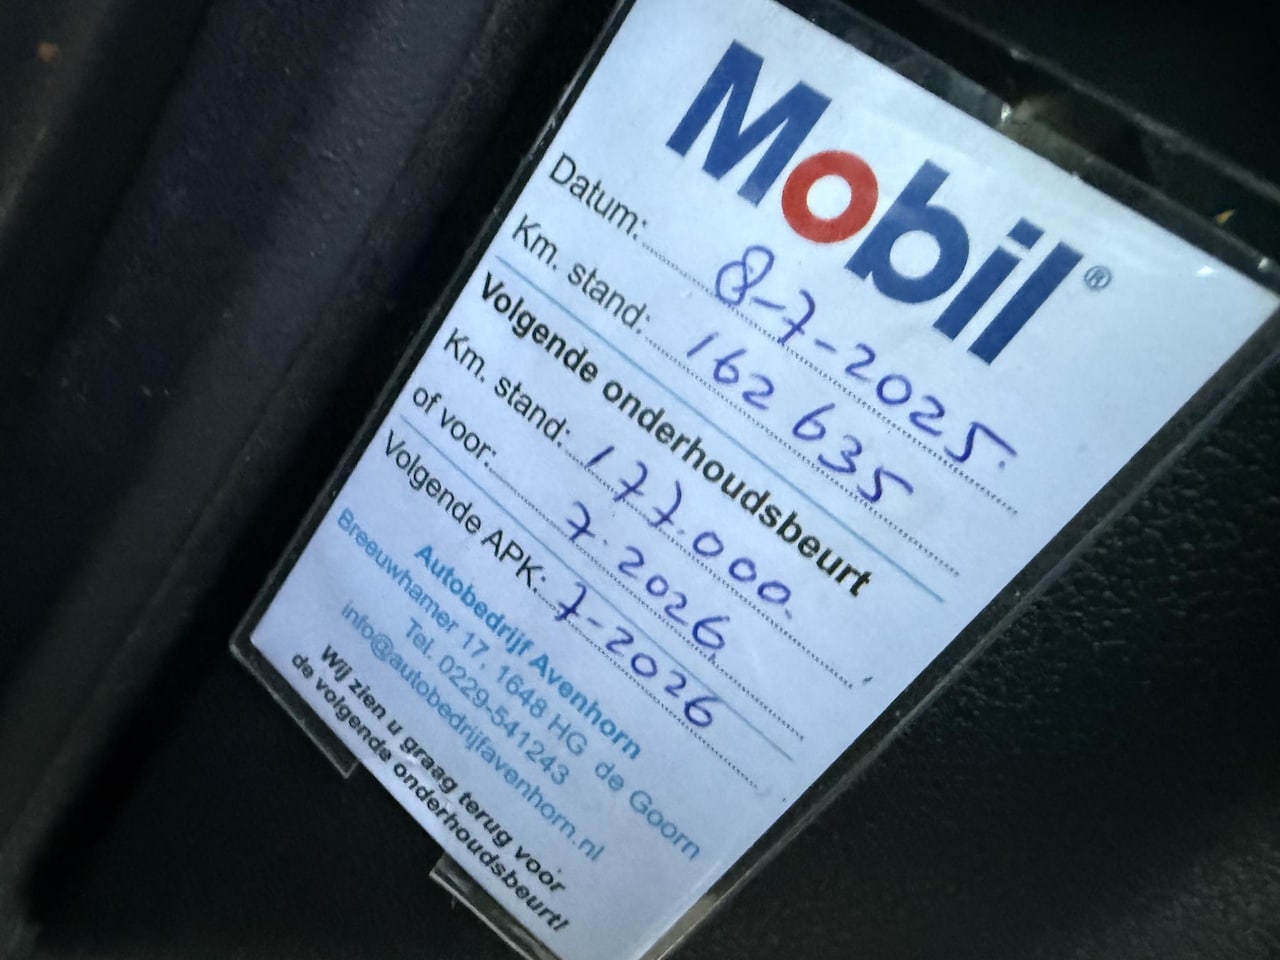 Mobil®
Datum: 8-7-2025.
Km. stand: 162 635
Volgende onderhoudsbeurt
Km. stand: 177.000.
of voor: 7.2026.
Volgende APK: 7-2026
Autobedrijf Avenhorn
Breeuwhamer 17, 1648 HG de Goorn
Tel. 0229-541243
info@autobedrijfavenhorn.nl
Wij zien u graag terug voor
de volgende onderhoudsbeurt!